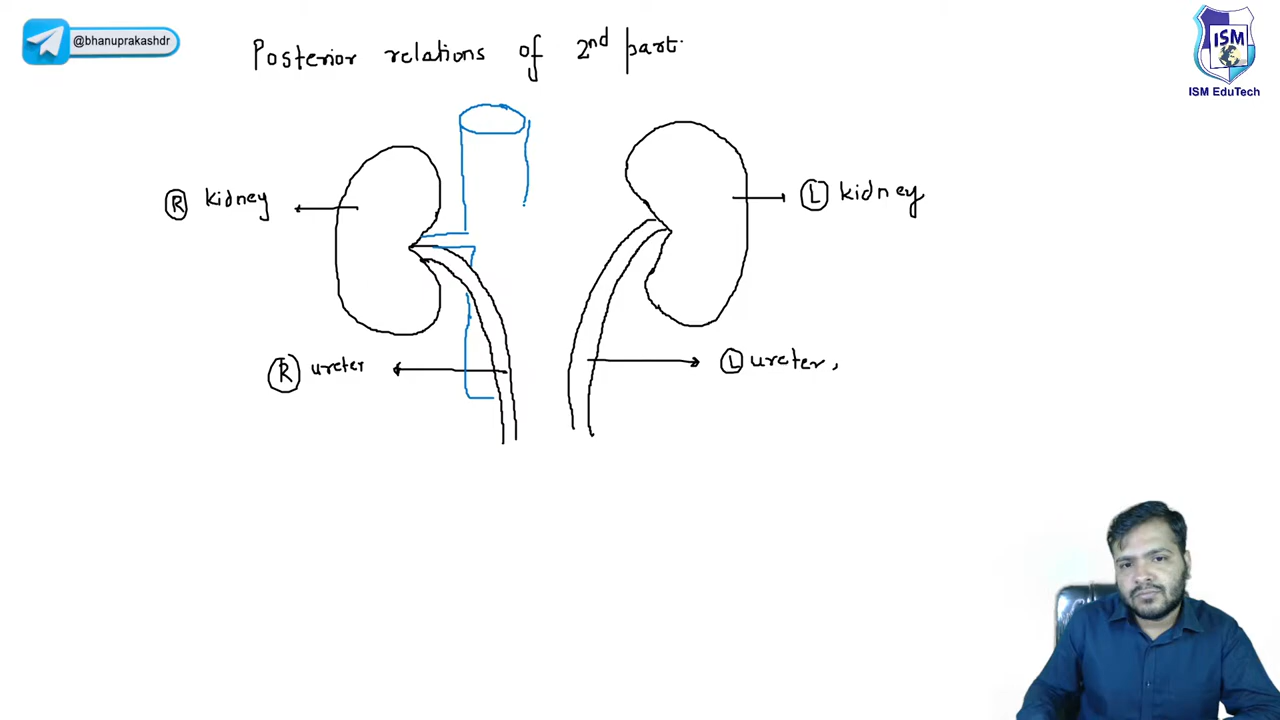 @bhanuprakashdr
Posterior relations of 2nd part
ISM
ISM EduTech
R kidney
L kidney
R ureter
L ureter,